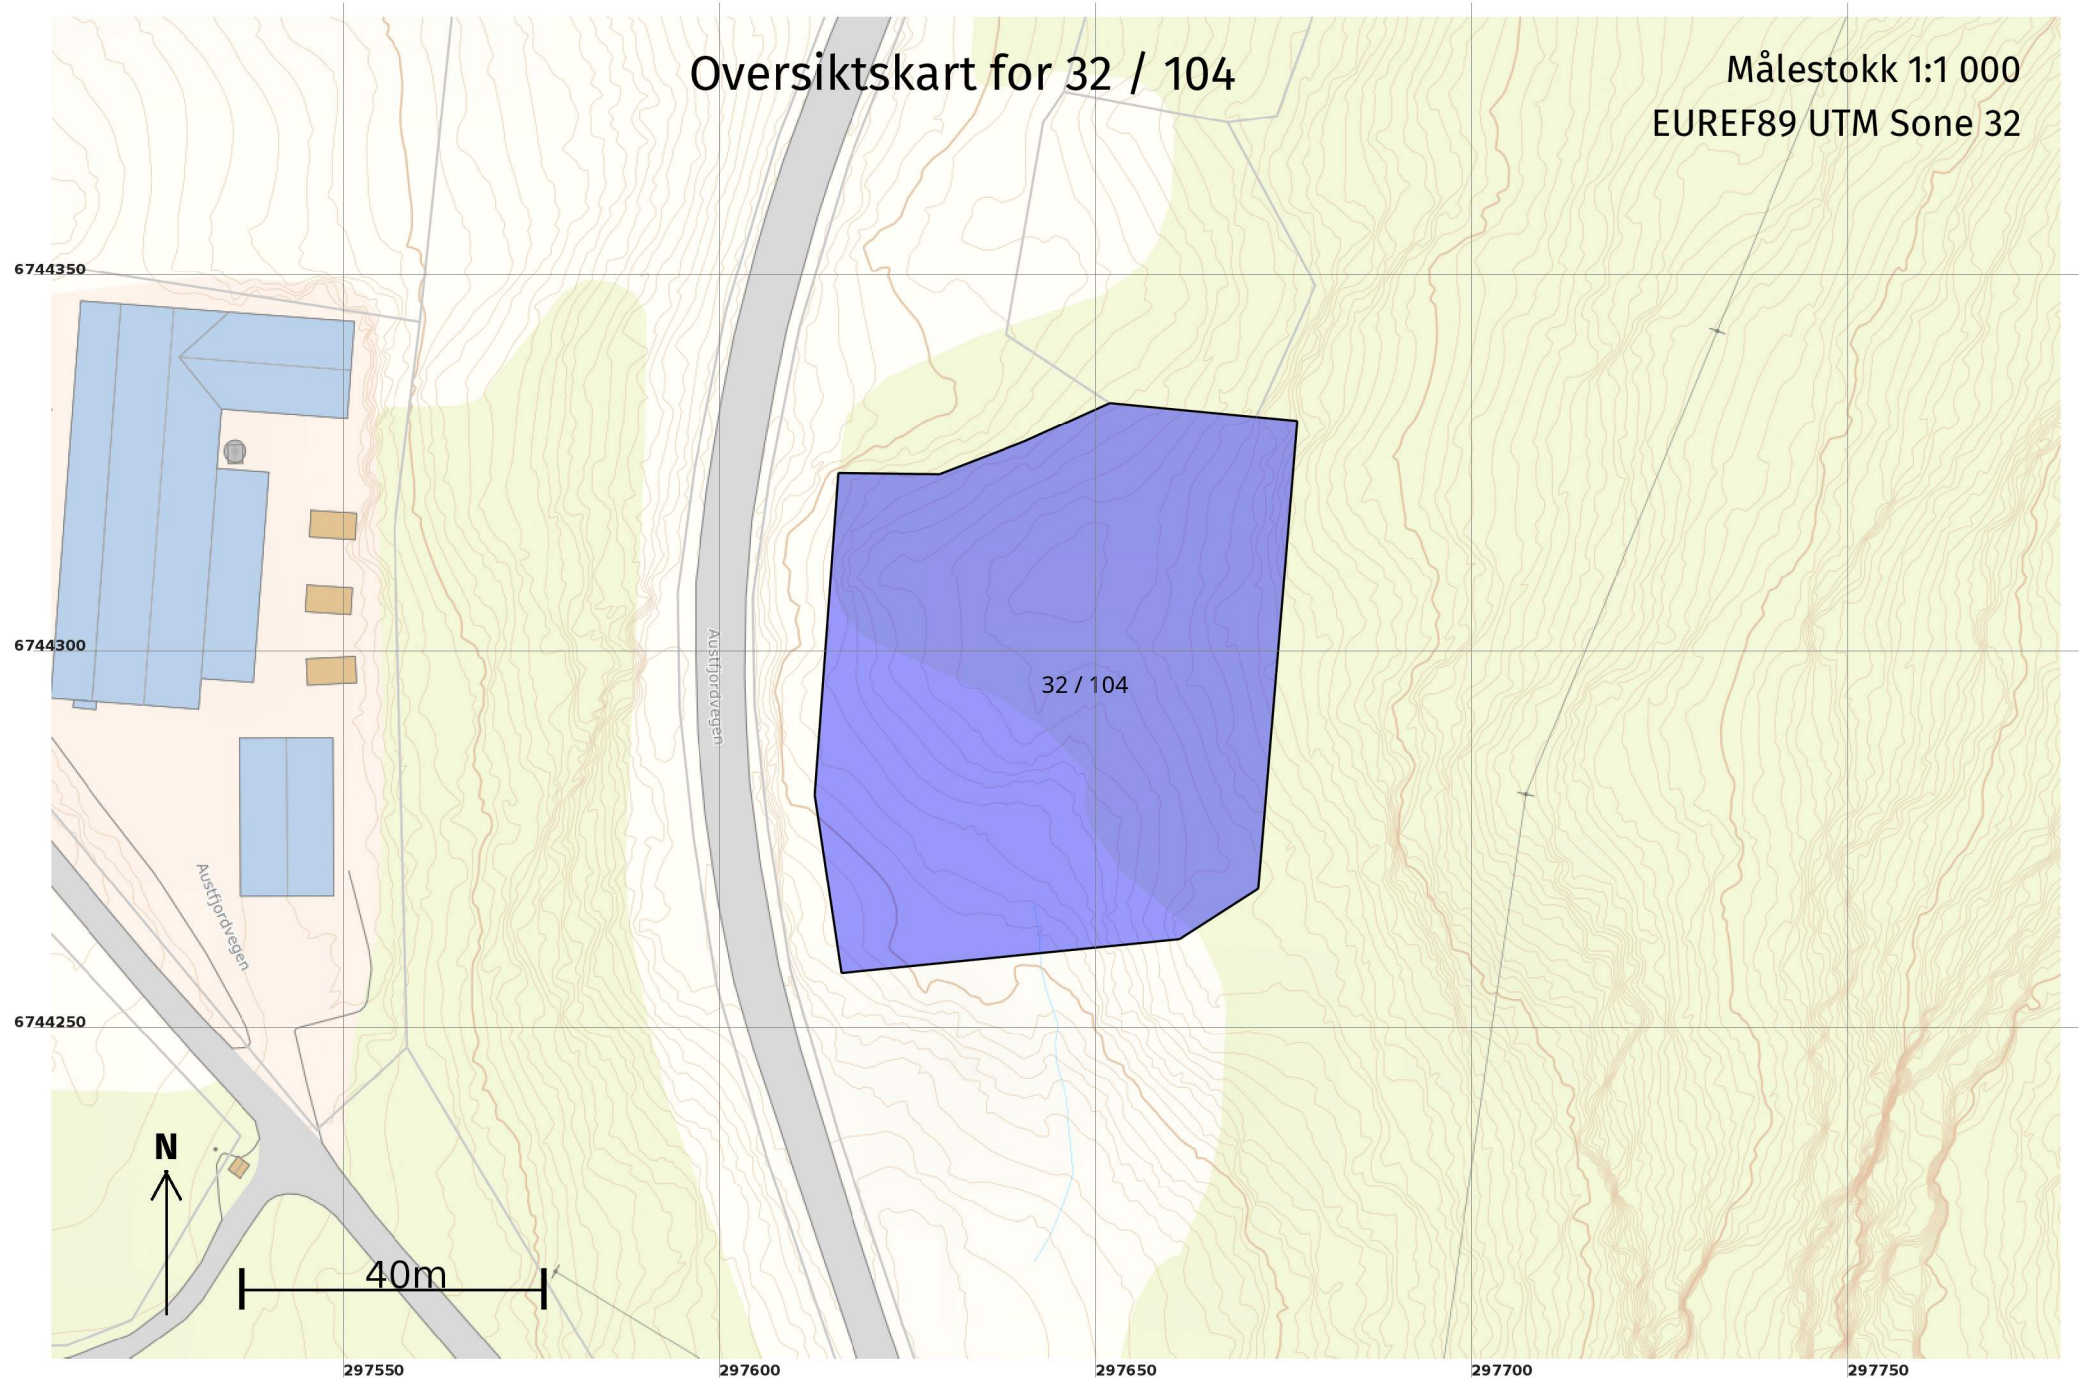 Oversiktskart for 32 / 104
Målestokk 1:1 000
EUREF89 UTM Sone 32
6744350
6744300
Austfjordvegen
32 / 104
Austfjordvegen
6744250
N
40m
297550
297600
297650
297700
297750